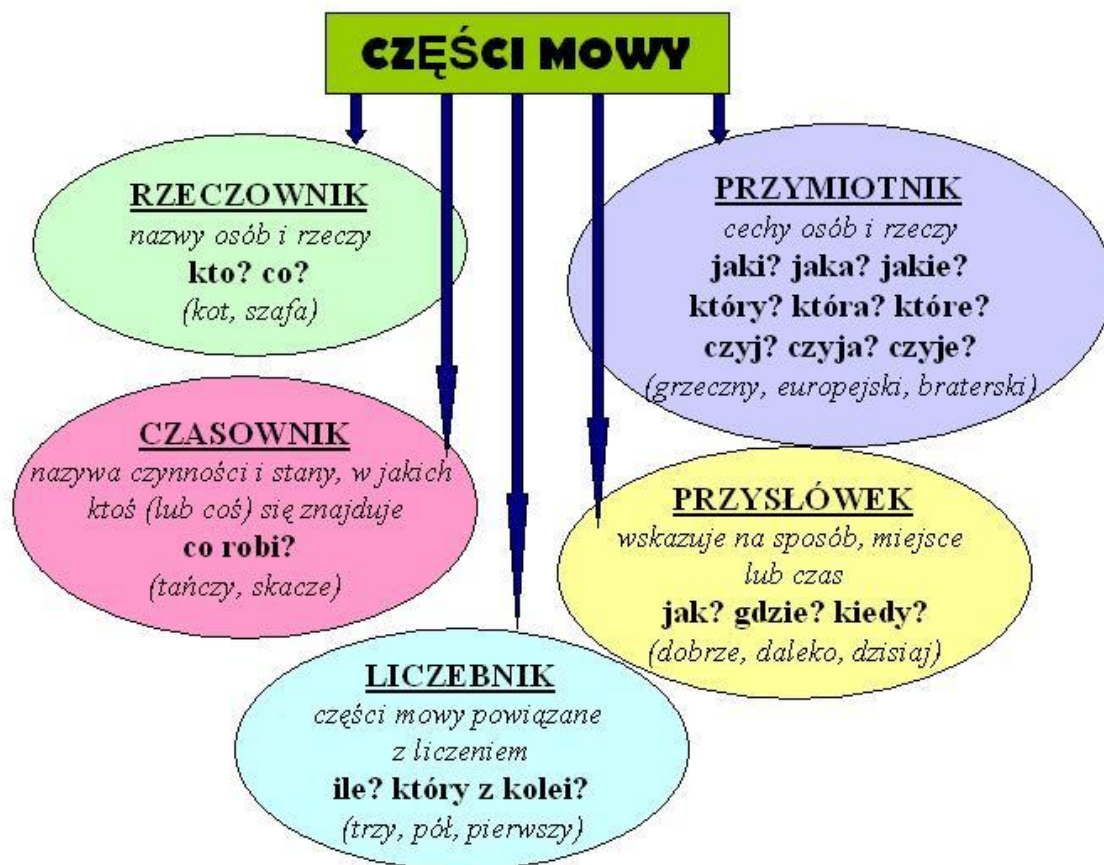 CZĘŚCI MOWY
RZECZOWNIK
nazwy osób i rzeczy
kto? co?
(kot, szafa)
PRZYMIOTNIK
cechy osób i rzeczy
jaki? jaka? jakie?
który? która? które?
czyj? czyja? czyje?
(grzeczny, europejski, braterski)
CZASOWNIK
nazywa czynności i stany, w jakich
ktoś (lub coś) się znajduje
co robi?
(tańczy, skacze)
PRZYSŁÓWEK
wskazuje na sposób, miejsce
lub czas
jak? gdzie? kiedy?
(dobrze, daleko, dzisiaj)
LICZEBNIK
części mowy powiązane
z liczeniem
ile? który z kolei?
(trzy, pół, pierwszy)